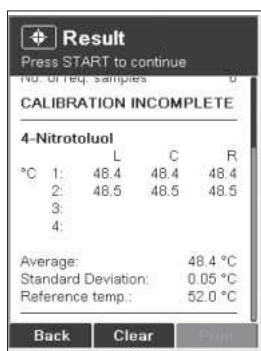 Result
Press START to continue
No. of req. samples
CALIBRATION INCOMPLETE
4-Nitrotoluol
L C R
°C 1: 48.4 48.4 48.4
2: 48.5 48.5 48.5
3:
4:
Average: 48.4 °C
Standard Deviation: 0.05 °C
Reference temp.: 52.0 °C
Back Clear Print